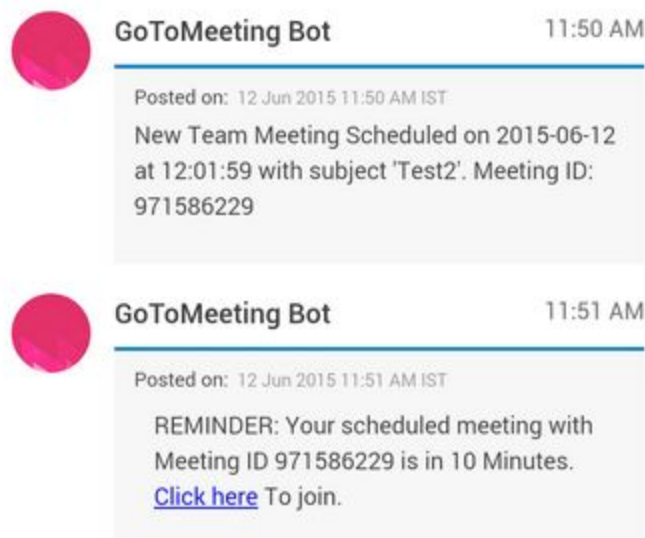 GoToMeeting Bot 11:50 AM
Posted on: 12 Jun 2015 11:50 AM IST
New Team Meeting Scheduled on 2015-06-12
at 12:01:59 with subject 'Test2'. Meeting ID:
971586229
GoToMeeting Bot 11:51 AM
Posted on: 12 Jun 2015 11:51 AM IST
REMINDER: Your scheduled meeting with
Meeting ID 971586229 is in 10 Minutes.
Click here To join.